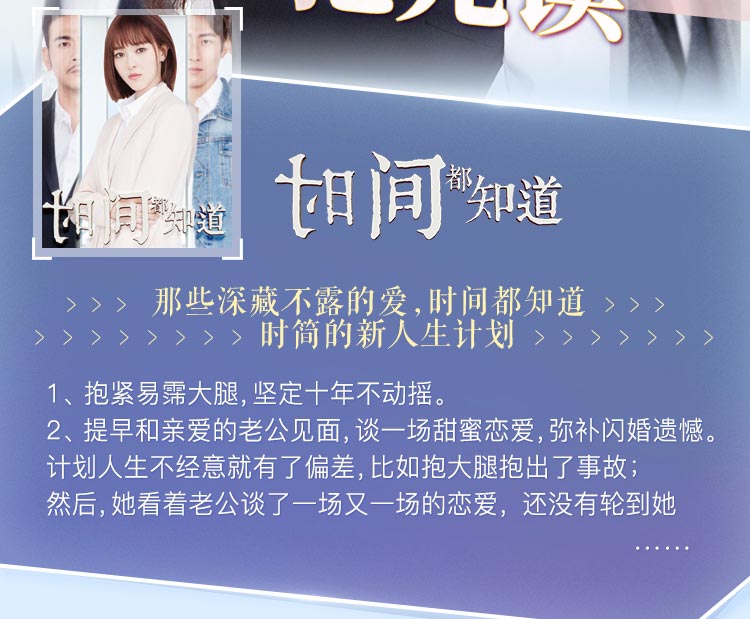 抢先读
时间都知道
时间都知道
>>> 那些深藏不露的爱,时间都知道 >>>
>>>>>>>> 时简的新人生计划 >>>>>>>
1、抱紧易霈大腿,坚定十年不动摇。
2、提早和亲爱的老公见面,谈一场甜蜜恋爱,弥补闪婚遗憾。
计划人生不经意就有了偏差,比如抱大腿抱出了事故；
然后,她看着老公谈了一场又一场的恋爱，还没有轮到她
……